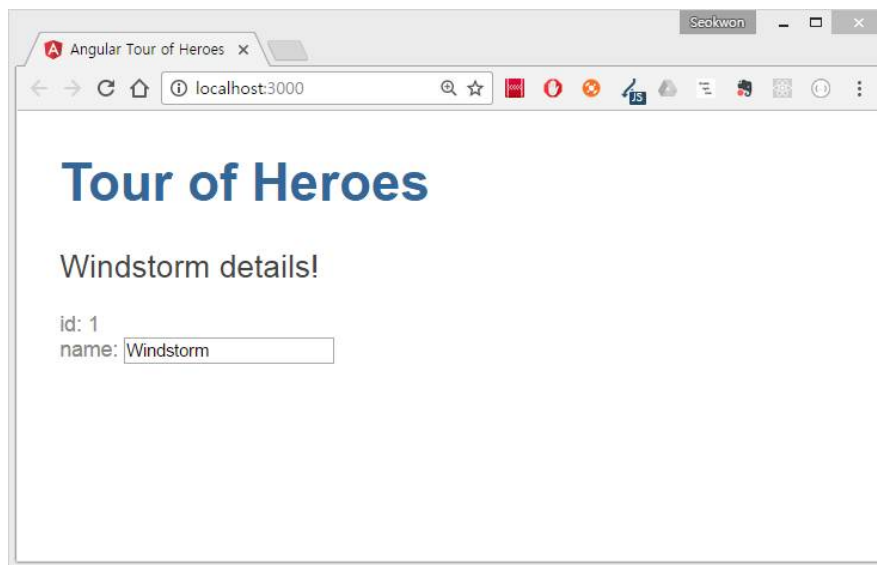 Seokwon
Angular Tour of Heroes
localhost:3000
JS
Tour of Heroes
Windstorm details!
id: 1
name: Windstorm